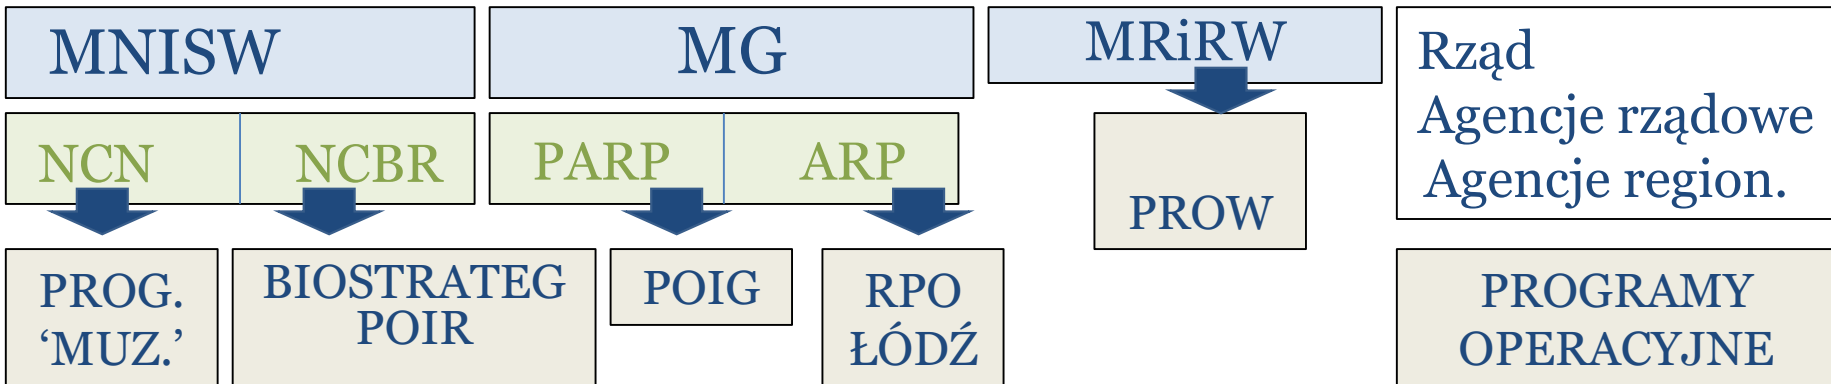 MNISW
MG
MRiRW
Rząd
Agencje rządowe
Agencje region.
NCN
NCBR
PARP
ARP
PROW
PROG.
‘MUZ.’
BIOSTRATEG
POIR
POIG
RPO
ŁÓDŹ
PROGRAMY
OPERACYJNE